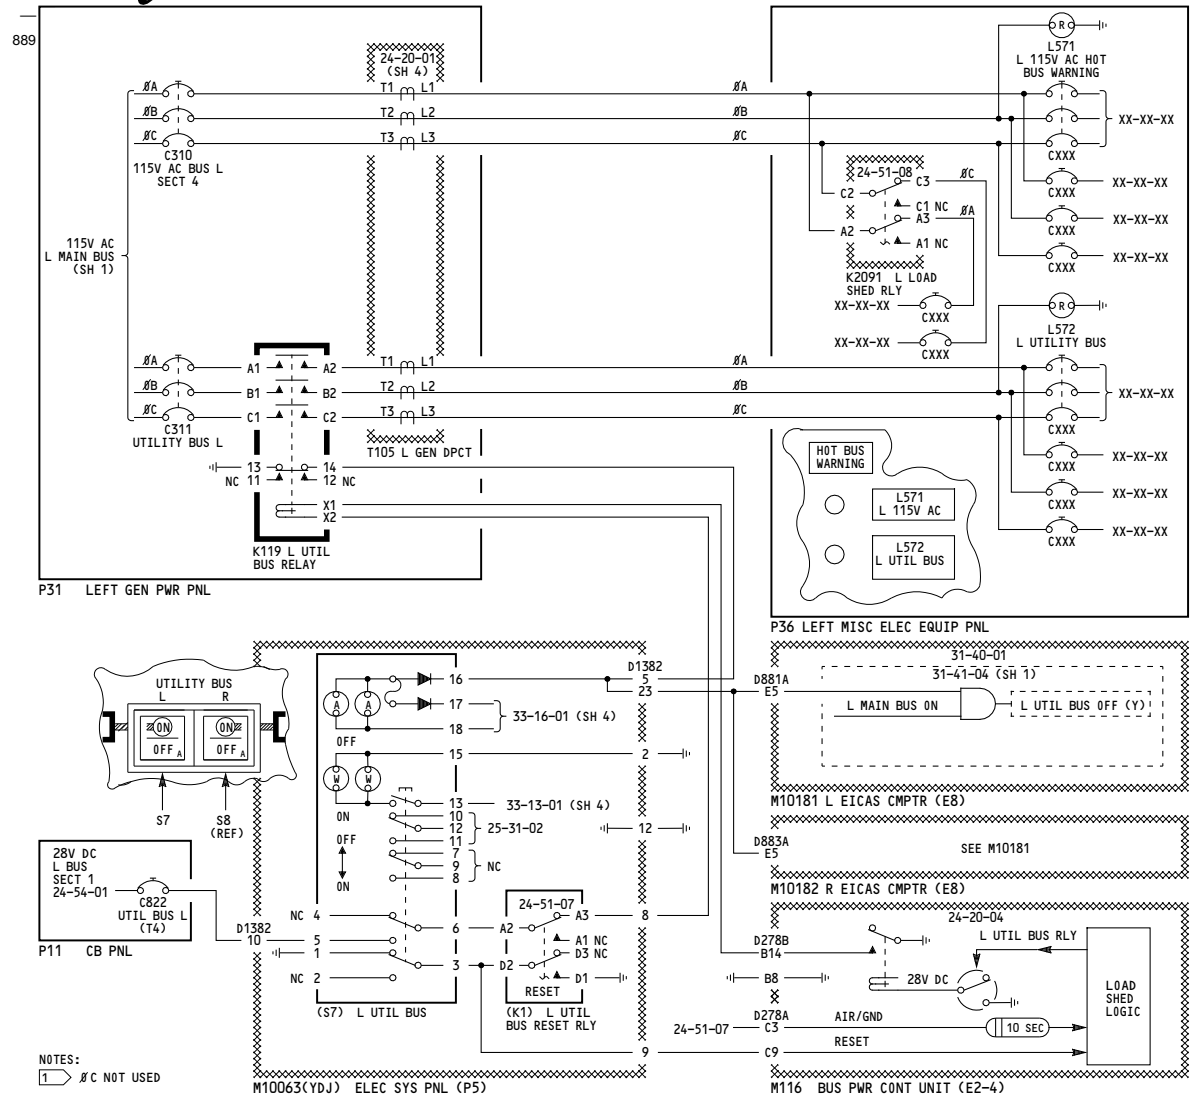 889
24-20-01
(SH 4)
ØA
T1 L1
ØA
ØB
T2 L2
ØB
ØC
T3 L3
ØC
C310
115V AC BUS L
SECT 4
115V AC
L MAIN BUS
(SH 1)
ØA
A1 A2
T1 L1
ØA
ØB
B1 B2
T2 L2
ØB
ØC
C1 C2
T3 L3
ØC
C311
UTILITY BUS L
T105 L GEN DPCT
13 14
NC 11 12 NC
X1
X2
K119 L UTIL
BUS RELAY
P31 LEFT GEN PWR PNL
R
L571
L 115V AC HOT
BUS WARNING
XX-XX-XX
CXXX
XX-XX-XX
CXXX
XX-XX-XX
CXXX
XX-XX-XX
CXXX
24-51-08
C2
C3
ØC
C1 NC
A2
A3
ØA
A1 NC
K2091 L LOAD
SHED RLY
XX-XX-XX
CXXX
XX-XX-XX
CXXX
R
L572
L UTILITY BUS
XX-XX-XX
CXXX
XX-XX-XX
CXXX
XX-XX-XX
CXXX
XX-XX-XX
CXXX
HOT BUS
WARNING
L571
L 115V AC
L572
L UTIL BUS
P36 LEFT MISC ELEC EQUIP PNL
UTILITY BUS
L R
ON ON
OFF A OFF A
S7 S8
(REF)
28V DC
L BUS
SECT 1
24-54-01
C822
UTIL BUS L
(T4)
P11 CB PNL
D1382
10
A A
OFF
16
17
18
33-16-01 (SH 4)
15
W W
ON
13
33-13-01 (SH 4)
10
12
11
25-31-02
OFF
ON
7
9
8
NC
NC 4
5
6
1
3
NC 2
(S7) L UTIL BUS
24-51-07
A2
A3
A1 NC
D2
D3 NC
D1
RESET
(K1) L UTIL
BUS RESET RLY
D1382
5
23
2
12
8
9
M10063(YDJ) ELEC SYS PNL (P5)
31-40-01
31-41-04 (SH 1)
D881A
E5
L MAIN BUS ON
L UTIL BUS OFF (Y)
M10181 L EICAS CMPTR (E8)
D883A
E5
SEE M10181
M10182 R EICAS CMPTR (E8)
24-20-04
D278B
B14
L UTIL BUS RLY
B8
28V DC
LOAD
SHED
LOGIC
D278A
24-51-07
C3
AIR/GND
10 SEC
C9
RESET
M116 BUS PWR CONT UNIT (E2-4)
NOTES:
1 ØC NOT USED